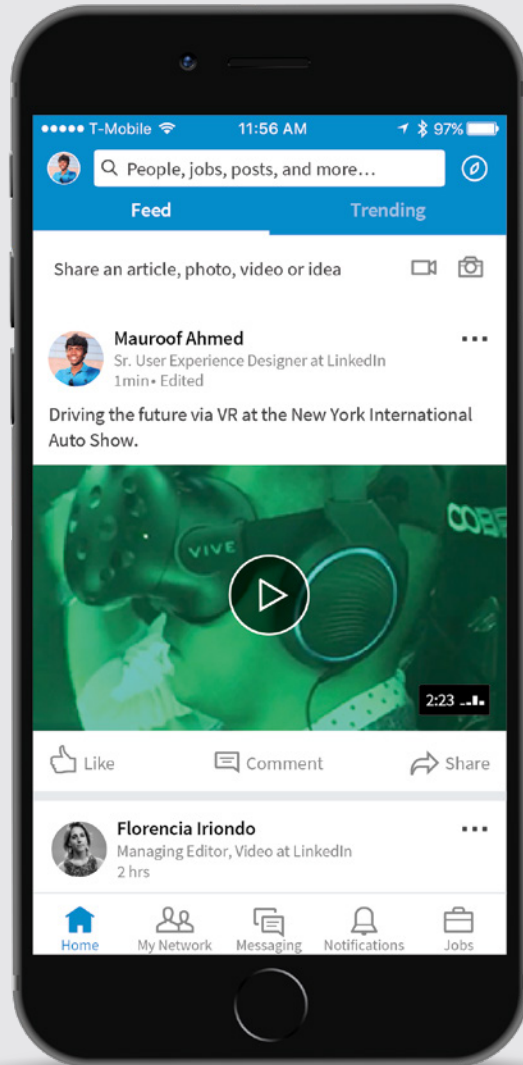 T-Mobile 11:56 AM 97%
People, jobs, posts, and more...
Feed Trending
Share an article, photo, video or idea
Mauroof Ahmed
Sr. User Experience Designer at LinkedIn
1min• Edited
Driving the future via VR at the New York International
Auto Show.
VIVE
2:23
Like Comment Share
Florencia Iriondo
Managing Editor, Video at LinkedIn
2 hrs
Home My Network Messaging Notifications Jobs